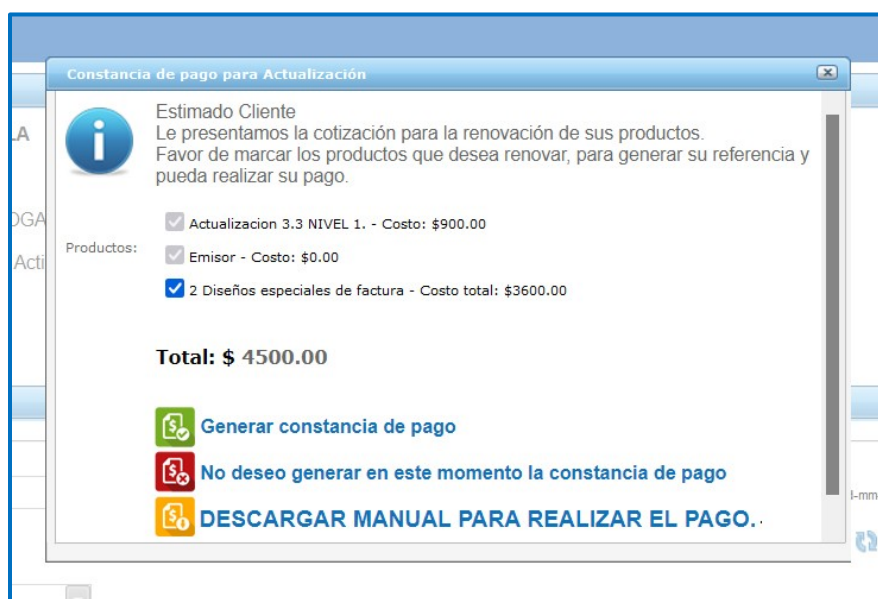 Constancia de pago para Actualización
Estimado Cliente
Le presentamos la cotización para la renovación de sus productos.
Favor de marcar los productos que desea renovar, para generar su referencia y
pueda realizar su pago.
Productos:
Actualizacion 3.3 NIVEL 1. - Costo: $900.00
Emisor - Costo: $0.00
2 Diseños especiales de factura - Costo total: $3600.00
Total: $ 4500.00
Generar constancia de pago
No deseo generar en este momento la constancia de pago
DESCARGAR MANUAL PARA REALIZAR EL PAGO.